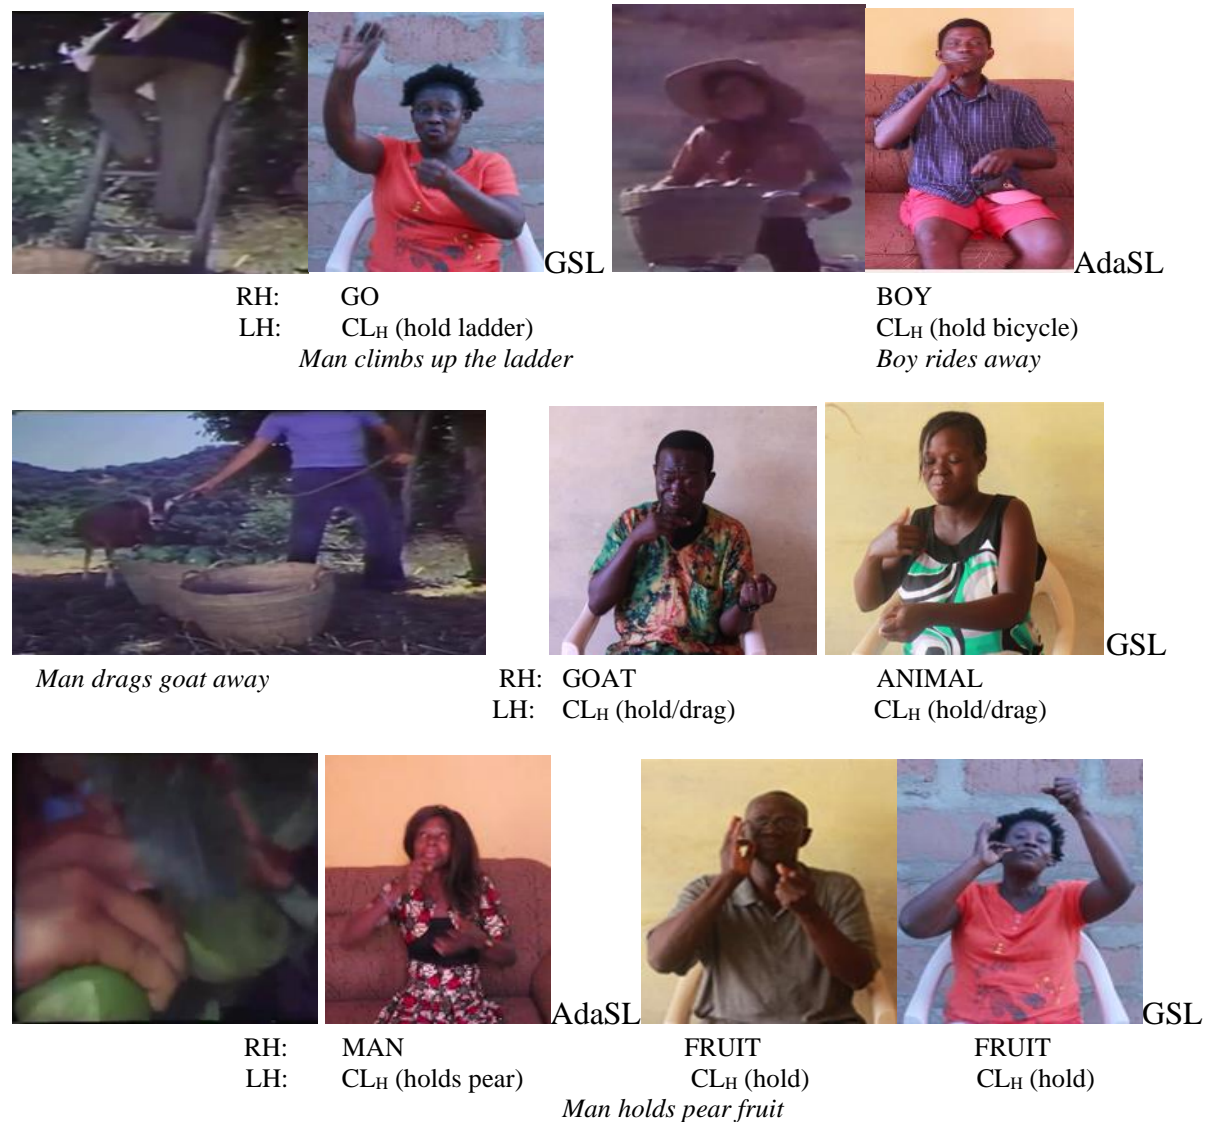 GSL AdaSL
RH: GO BOY
LH: CLH (hold ladder) CLH (hold bicycle)
Man climbs up the ladder Boy rides away
GSL
Man drags goat away RH: GOAT ANIMAL
LH: CLH (hold/drag) CLH (hold/drag)
AdaSL GSL
RH: MAN FRUIT FRUIT
LH: CLH (holds pear) CLH (hold) CLH (hold)
Man holds pear fruit